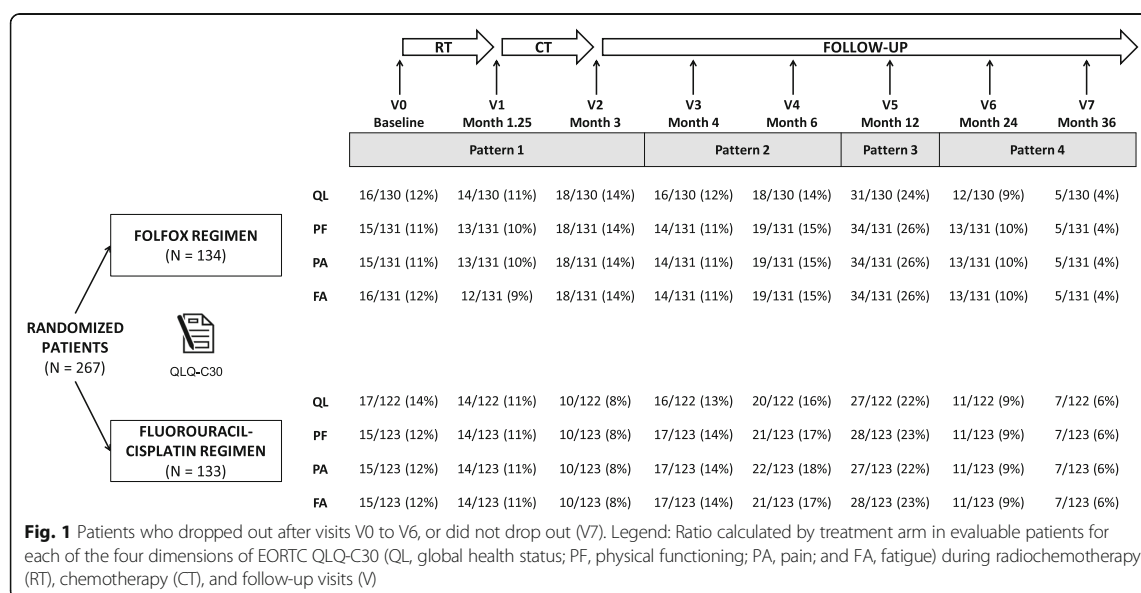 RT CT FOLLOW-UP
V0 V1 V2 V3 V4 V5 V6 V7
Baseline Month 1.25 Month 3 Month 4 Month 6 Month 12 Month 24 Month 36
Pattern 1 Pattern 2 Pattern 3 Pattern 4
QL 16/130 (12%) 14/130 (11%) 18/130 (14%) 16/130 (12%) 18/130 (14%) 31/130 (24%) 12/130 (9%) 5/130 (4%)
PF 15/131 (11%) 13/131 (10%) 18/131 (14%) 14/131 (11%) 19/131 (15%) 34/131 (26%) 13/131 (10%) 5/131 (4%)
PA 15/131 (11%) 13/131 (10%) 18/131 (14%) 14/131 (11%) 19/131 (15%) 34/131 (26%) 13/131 (10%) 5/131 (4%)
FA 16/131 (12%) 12/131 (9%) 18/131 (14%) 14/131 (11%) 19/131 (15%) 34/131 (26%) 13/131 (10%) 5/131 (4%)
FOLFOX REGIMEN
(N = 134)
RANDOMIZED
PATIENTS
(N = 267)
QLQ-C30
FLUOROURACIL-
CISPLATIN REGIMEN
(N = 133)
QL 17/122 (14%) 14/122 (11%) 10/122 (8%) 16/122 (13%) 20/122 (16%) 27/122 (22%) 11/122 (9%) 7/122 (6%)
PF 15/123 (12%) 14/123 (11%) 10/123 (8%) 17/123 (14%) 21/123 (17%) 28/123 (23%) 11/123 (9%) 7/123 (6%)
PA 15/123 (12%) 14/123 (11%) 10/123 (8%) 17/123 (14%) 22/123 (18%) 27/123 (22%) 11/123 (9%) 7/123 (6%)
FA 15/123 (12%) 14/123 (11%) 10/123 (8%) 17/123 (14%) 21/123 (17%) 28/123 (23%) 11/123 (9%) 7/123 (6%)
Fig. 1 Patients who dropped out after visits V0 to V6, or did not drop out (V7). Legend: Ratio calculated by treatment arm in evaluable patients for
each of the four dimensions of EORTC QLQ-C30 (QL, global health status; PF, physical functioning; PA, pain; and FA, fatigue) during radiochemotherapy
(RT), chemotherapy (CT), and follow-up visits (V)